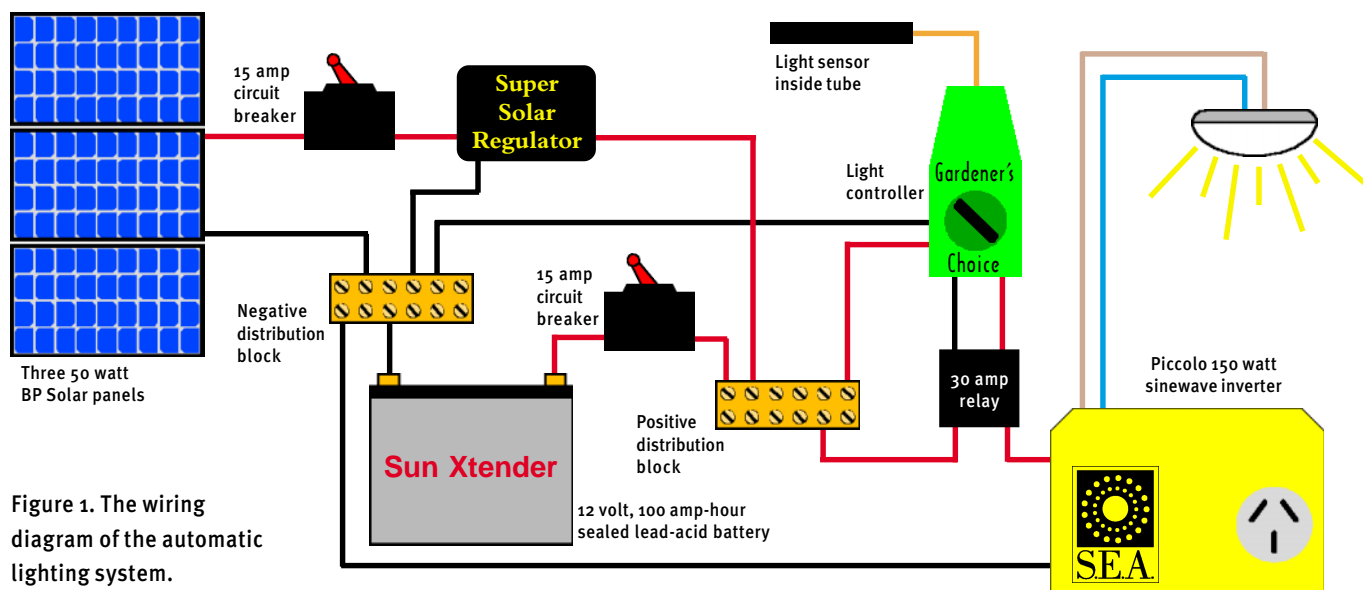 15 amp
circuit
breaker
Super
Solar
Regulator
Light sensor
inside tube
Light
controller
Gardener's
Choice
Three 50 watt
BP Solar panels
Negative
distribution
block
15 amp
circuit
breaker
Positive
distribution
block
30 amp
relay
Piccolo 150 watt
sinewave inverter
Sun Xtender
12 volt, 100 amp-hour
sealed lead-acid battery
S.E.A.
Figure 1. The wiring
diagram of the automatic
lighting system.